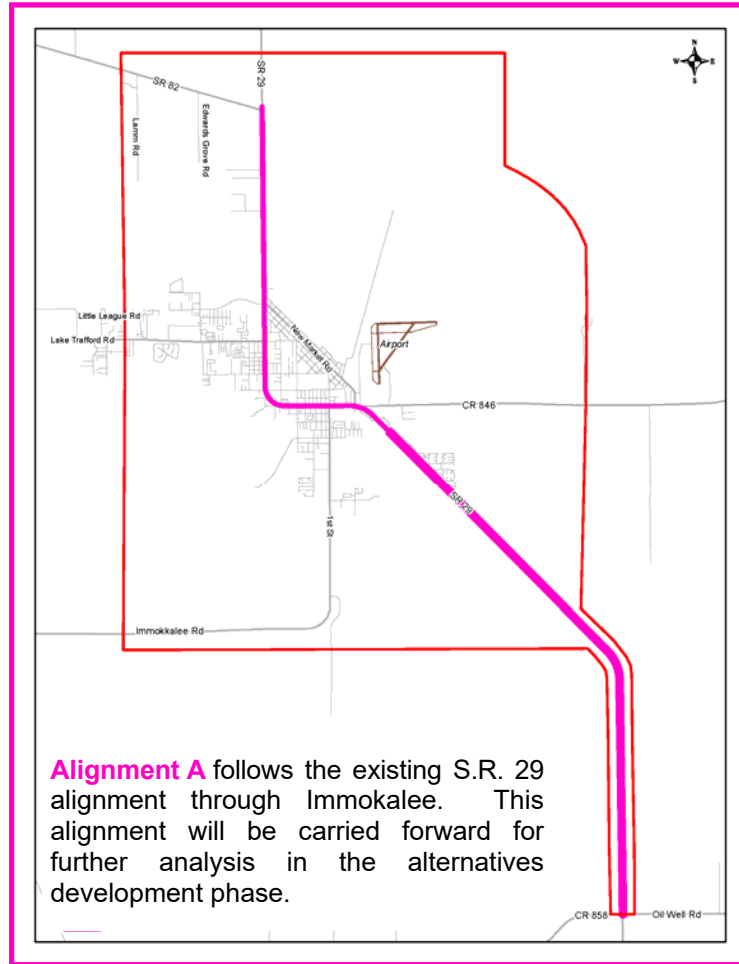 N
W E
S
SR 82
SR 29
Lamm Rd
Edwards Grove Rd
Little League Rd
Lake Trafford Rd
New Market Rd
Airport
CR 846
SR 29
1st St
Immokkalee Rd
Alignment A follows the existing S.R. 29
alignment through Immokalee. This
alignment will be carried forward for
further analysis in the alternatives
development phase.
CR 858
Oil Well Rd